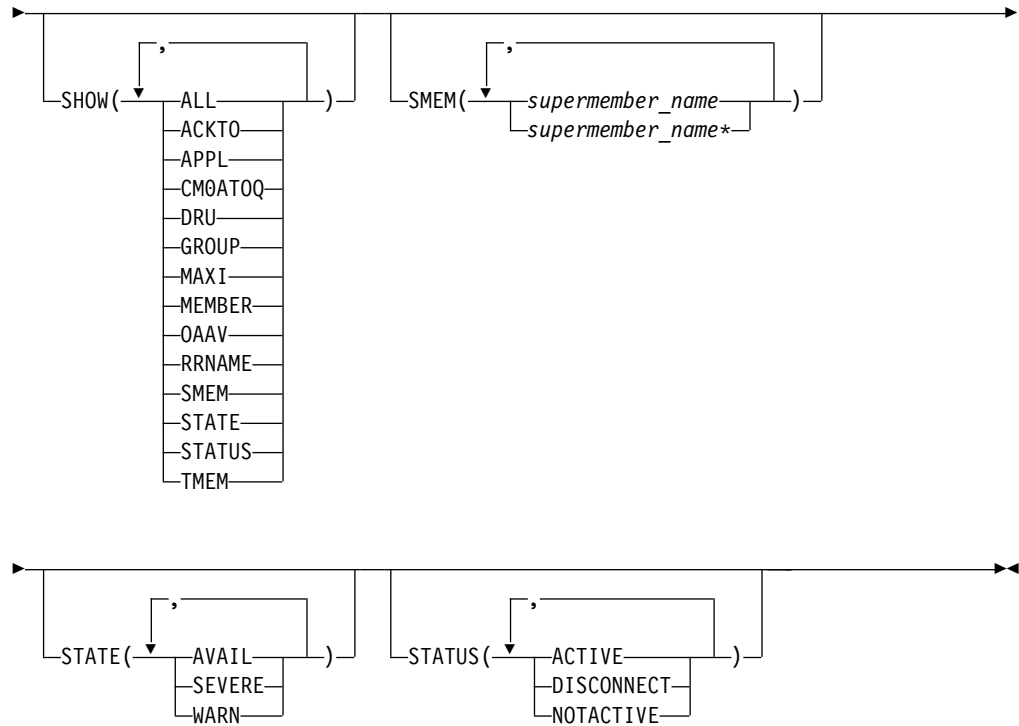 , ,
SHOW( ALL ) SMEM( supermember_name )
ACKTO supermember_name*
APPL
CM0ATOQ
DRU
GROUP
MAXI
MEMBER
OAAV
RRNAME
SMEM
STATE
STATUS
TMEM
, ,
STATE( AVAIL ) STATUS( ACTIVE )
SEVERE DISCONNECT
WARN NOTACTIVE